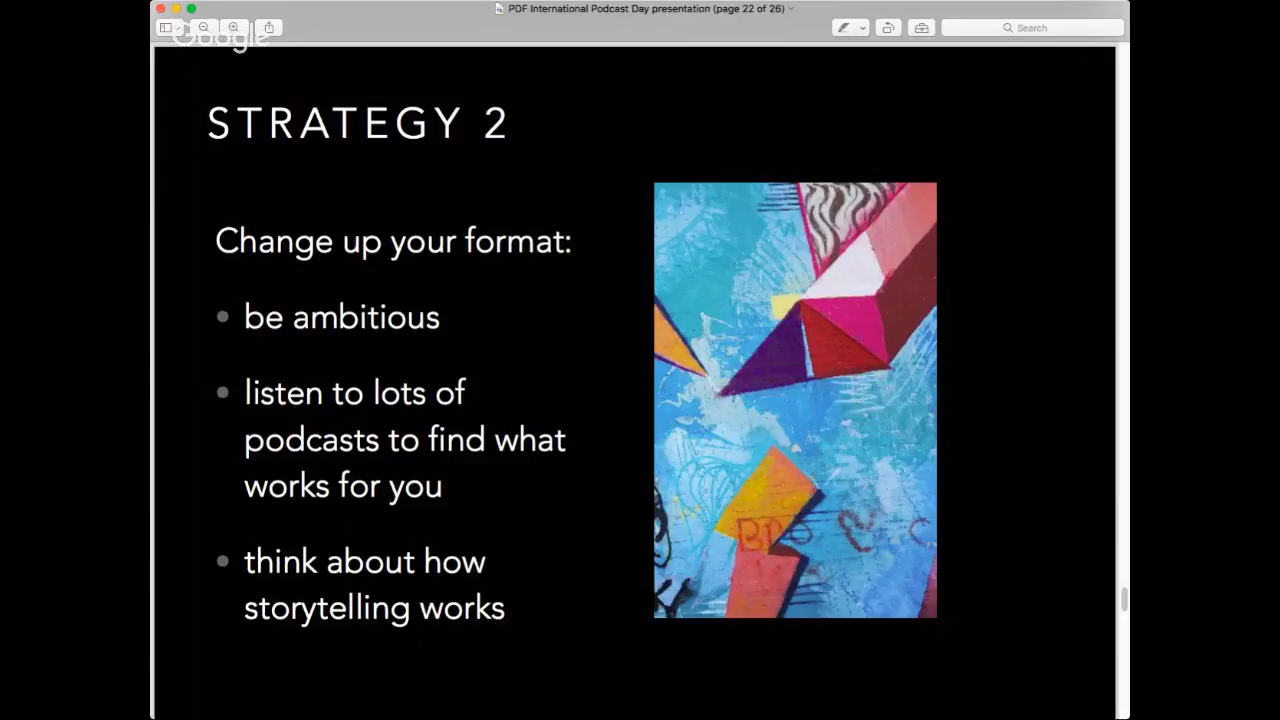 PDF International Podcast Day presentation (page 22 of 26)
Google
Search
STRATEGY 2
Change up your format:
• be ambitious
• listen to lots of
podcasts to find what
works for you
• think about how
storytelling works